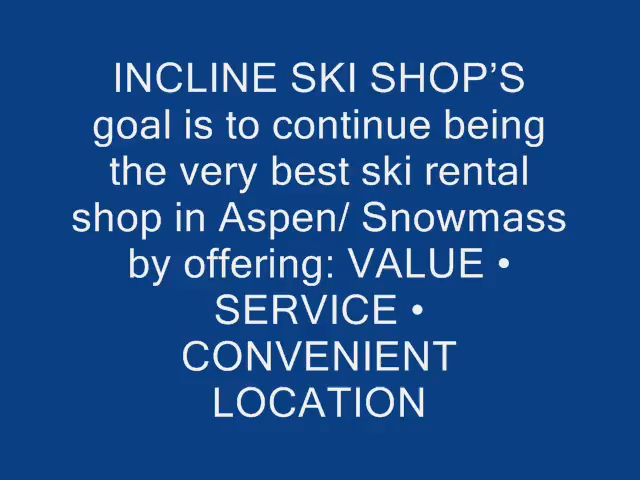 INCLINE SKI SHOP’S
goal is to continue being
the very best ski rental
shop in Aspen/ Snowmass
by offering: VALUE •
SERVICE •
CONVENIENT
LOCATION